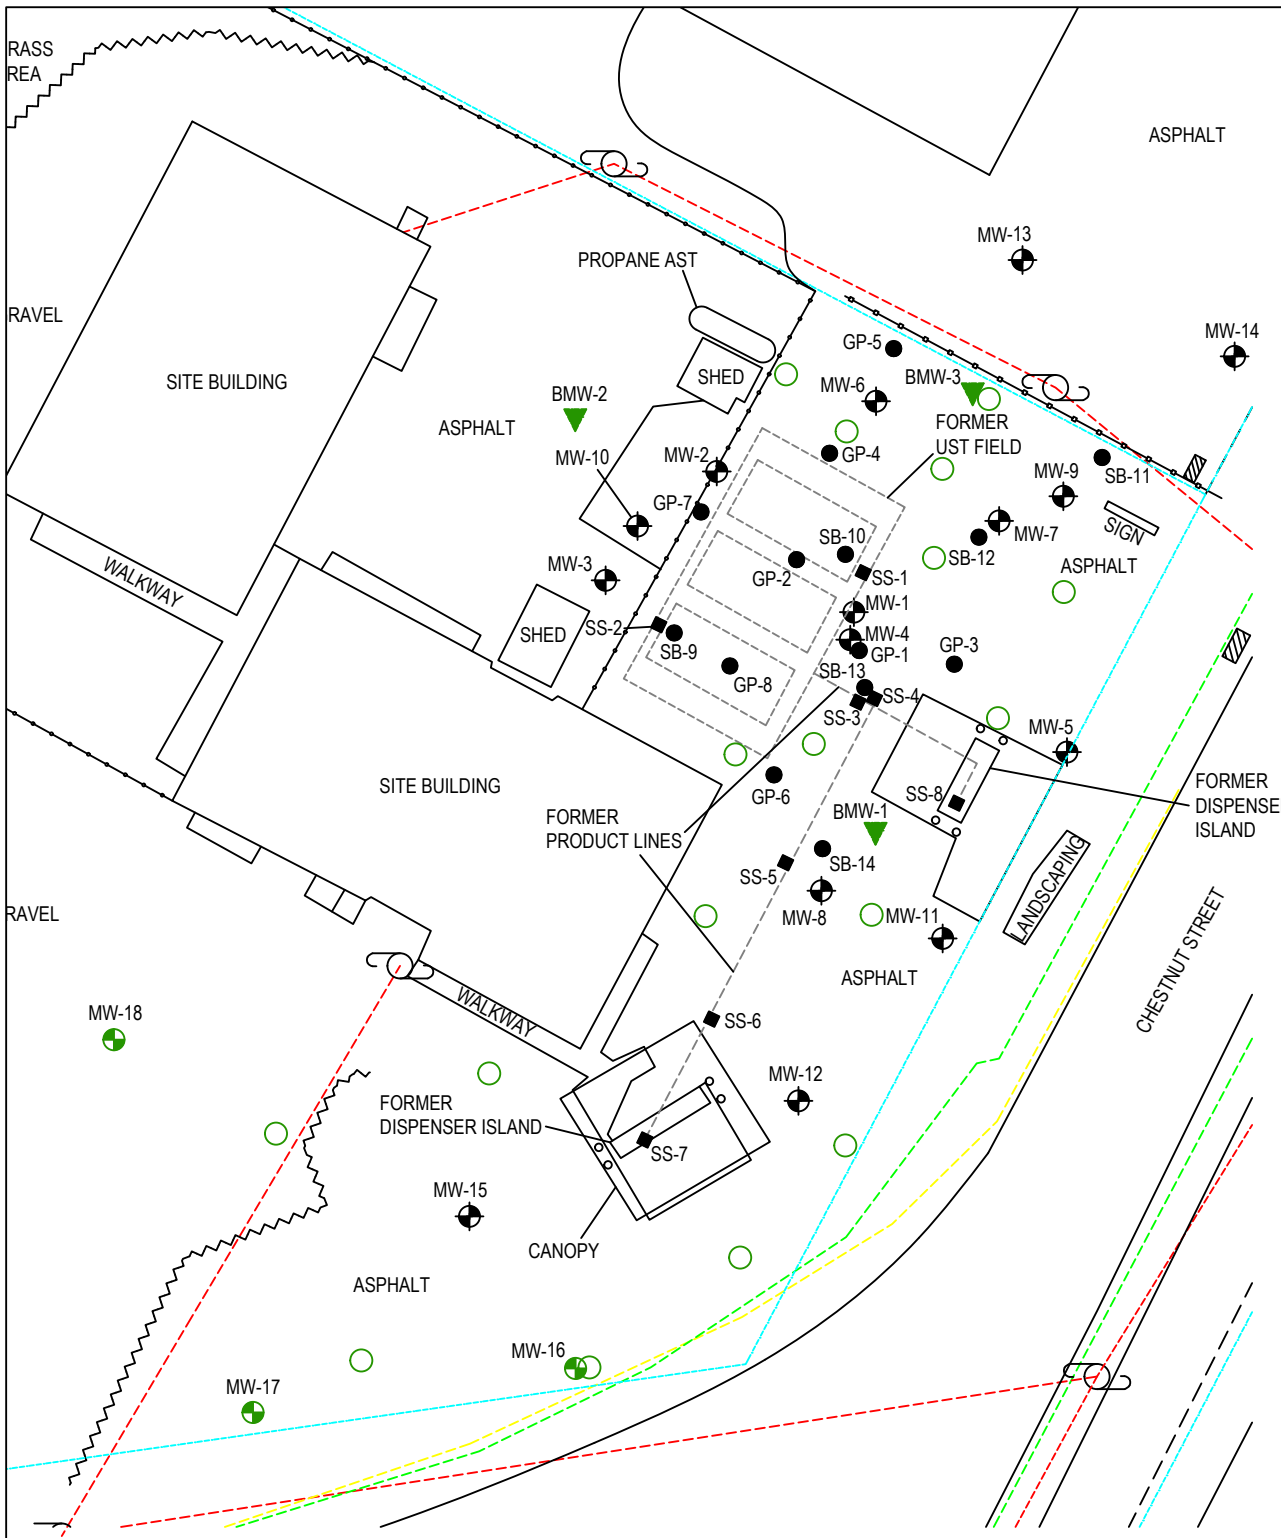 RASS
REA
ASPHALT
MW-13
PROPANE AST
RAVEL
MW-14
GP-5
SITE BUILDING
SHED
MW-6
BMW-3
BMW-2
FORMER
UST FIELD
ASPHALT
GP-4
MW-10
MW-2
SB-11
MW-9
GP-7
SIGN
SB-10
MW-7
SB-12
GP-2
SS-1
ASPHALT
WALKWAY
MW-3
MW-1
SS-2
SHED
MW-4
SB-9
GP-1
GP-3
GP-8
SB-13
SS-4
SS-3
MW-5
SITE BUILDING
FORMER
DISPENSE
ISLAND
GP-6
SS-8
FORMER
PRODUCT LINES
BMW-1
SB-14
LANDSCAPING
SS-5
RAVEL
MW-8
MW-11
CHESTNUT STREET
ASPHALT
WALKWAY
MW-18
SS-6
MW-12
FORMER
DISPENSER ISLAND
SS-7
MW-15
CANOPY
ASPHALT
MW-16
MW-17